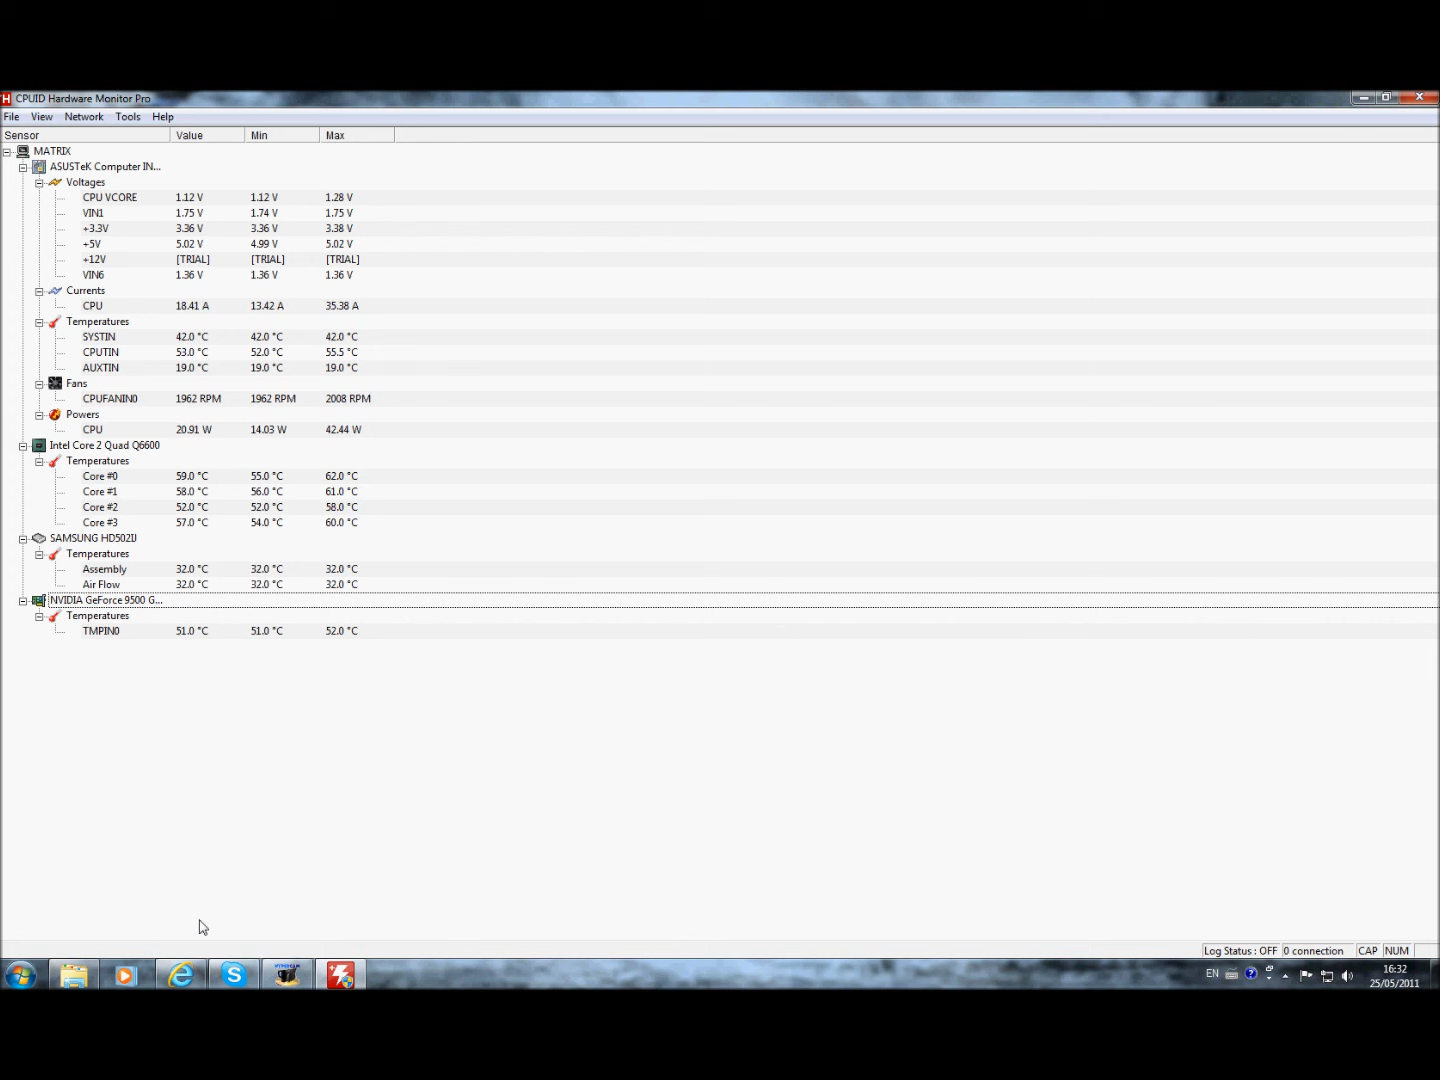 CPUID Hardware Monitor Pro
File View Network Tools Help
Sensor Value Min Max
MATRIX
ASUSTeK Computer IN...
Voltages
CPU VCORE 1.12 V 1.12 V 1.28 V
VIN1 1.75 V 1.74 V 1.75 V
+3.3V 3.36 V 3.36 V 3.38 V
+5V 5.02 V 4.99 V 5.02 V
+12V [TRIAL] [TRIAL] [TRIAL]
VIN6 1.36 V 1.36 V 1.36 V
Currents
CPU 18.41 A 13.42 A 35.38 A
Temperatures
SYSTIN 42.0 °C 42.0 °C 42.0 °C
CPUTIN 53.0 °C 52.0 °C 55.5 °C
AUXTIN 19.0 °C 19.0 °C 19.0 °C
Fans
CPUFANIN0 1962 RPM 1962 RPM 2008 RPM
Powers
CPU 20.91 W 14.03 W 42.44 W
Intel Core 2 Quad Q6600
Temperatures
Core #0 59.0 °C 55.0 °C 62.0 °C
Core #1 58.0 °C 56.0 °C 61.0 °C
Core #2 52.0 °C 52.0 °C 58.0 °C
Core #3 57.0 °C 54.0 °C 60.0 °C
SAMSUNG HD502IJ
Temperatures
Assembly 32.0 °C 32.0 °C 32.0 °C
Air Flow 32.0 °C 32.0 °C 32.0 °C
NVIDIA GeForce 9500 G...
Temperatures
TMPIN0 51.0 °C 51.0 °C 52.0 °C
Log Status : OFF 0 connection CAP NUM
HYPERCAM
EN 16:32
25/05/2011